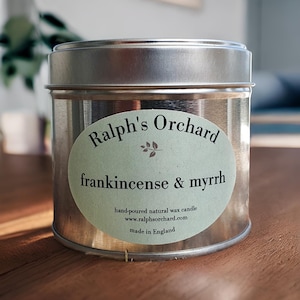 Ralph's Orchard
frankincense & myrrh
hand-poured natural wax candle
www.ralphsorchard.com
made in England